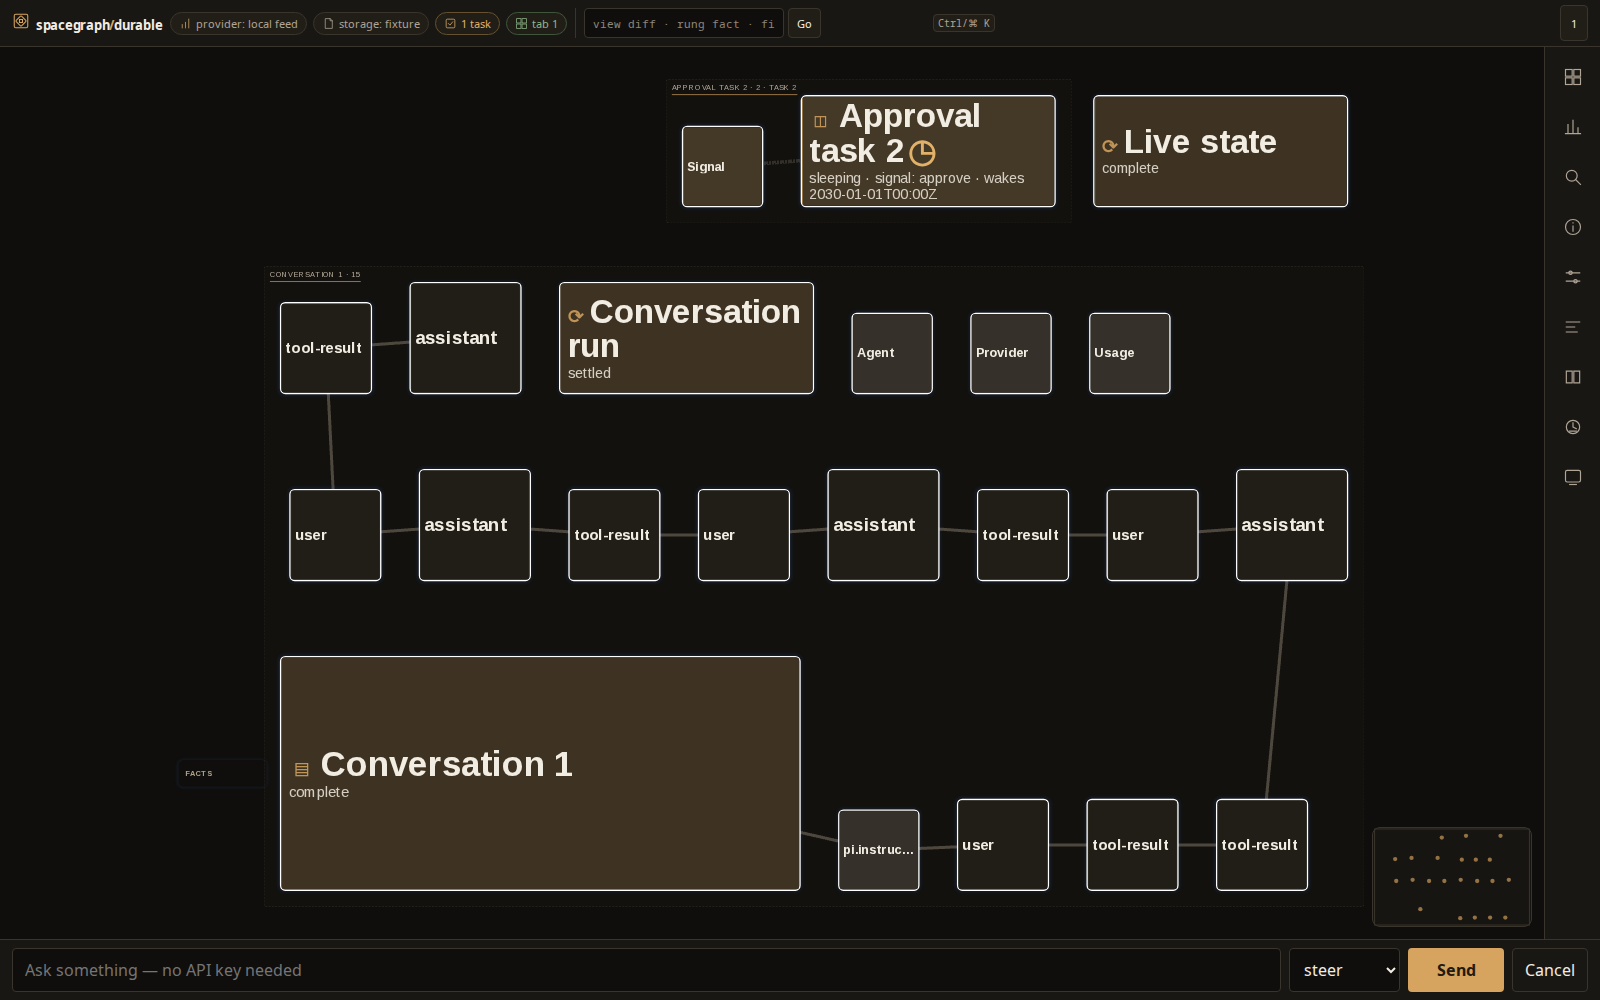 spacegraph/durable
provider: local feed
storage: fixture
1 task
tab 1
view diff · rung fact · fi
Go
Ctrl/⌘ K
1
APPROVAL TASK 2 · 2 · TASK 2
Signal
Approval
task 2
sleeping · signal: approve · wakes
2030-01-01T00:00Z
Live state
complete
CONVERSATION 1 · 15
tool-result
assistant
Conversation
run
settled
Agent
Provider
Usage
user
assistant
tool-result
user
assistant
tool-result
user
assistant
Conversation 1
complete
FACTS
pi.instruc…
user
tool-result
tool-result
Ask something — no API key needed
steer
Send
Cancel